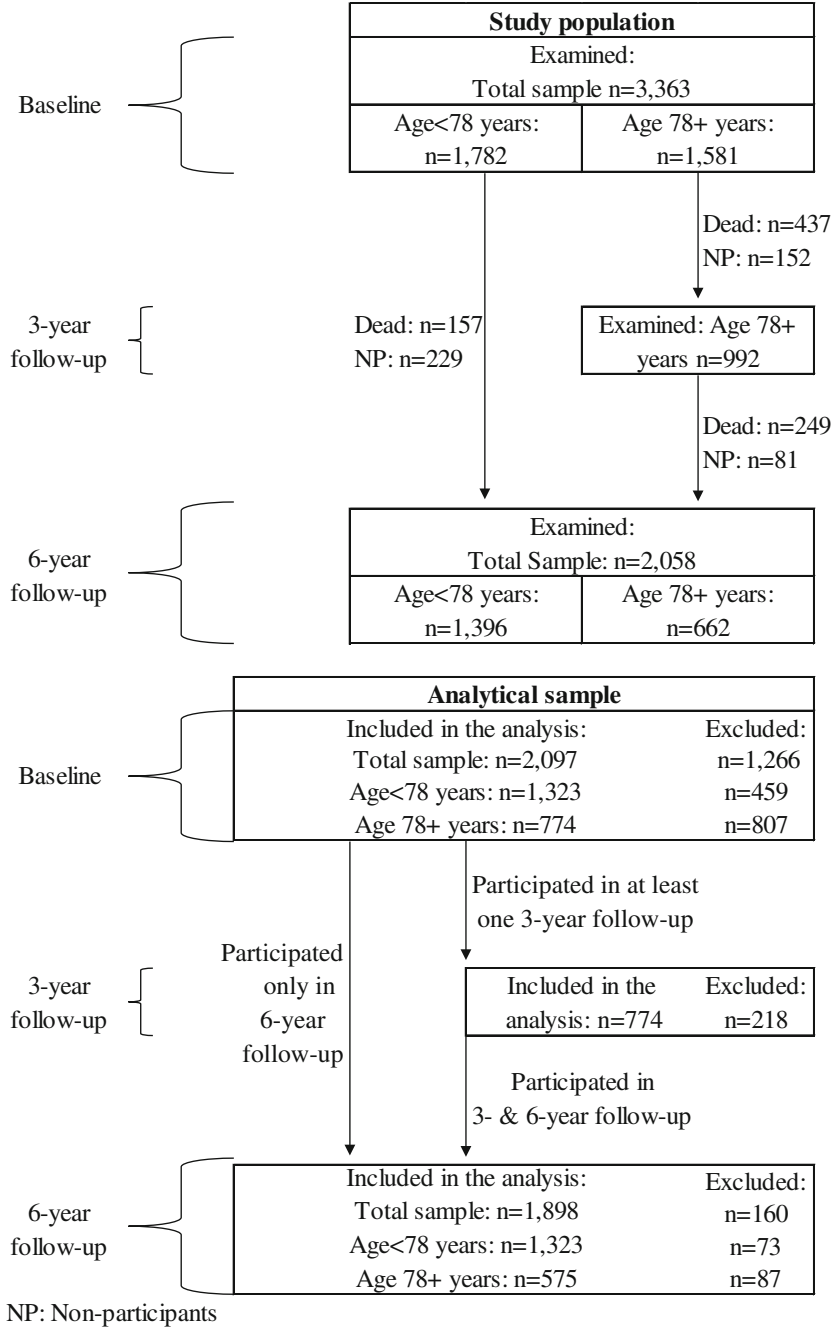 Study population
Examined:
Total sample n=3,363
Baseline
Age<78 years:
n=1,782
Age 78+ years:
n=1,581
Dead: n=437
NP: n=152
3-year
follow-up
Dead: n=157
NP: n=229
Examined: Age 78+
years n=992
Dead: n=249
NP: n=81
6-year
follow-up
Examined:
Total Sample: n=2,058
Age<78 years:
n=1,396
Age 78+ years:
n=662
Analytical sample
Baseline
Included in the analysis:
Total sample: n=2,097
Age<78 years: n=1,323
Age 78+ years: n=774
Excluded:
n=1,266
n=459
n=807
Participated in at least
one 3-year follow-up
Participated
only in
6-year
follow-up
3-year
follow-up
Included in the
analysis: n=774
Excluded:
n=218
Participated in
3- & 6-year follow-up
6-year
follow-up
Included in the analysis:
Total sample: n=1,898
Age<78 years: n=1,323
Age 78+ years: n=575
Excluded:
n=160
n=73
n=87
NP: Non-participants